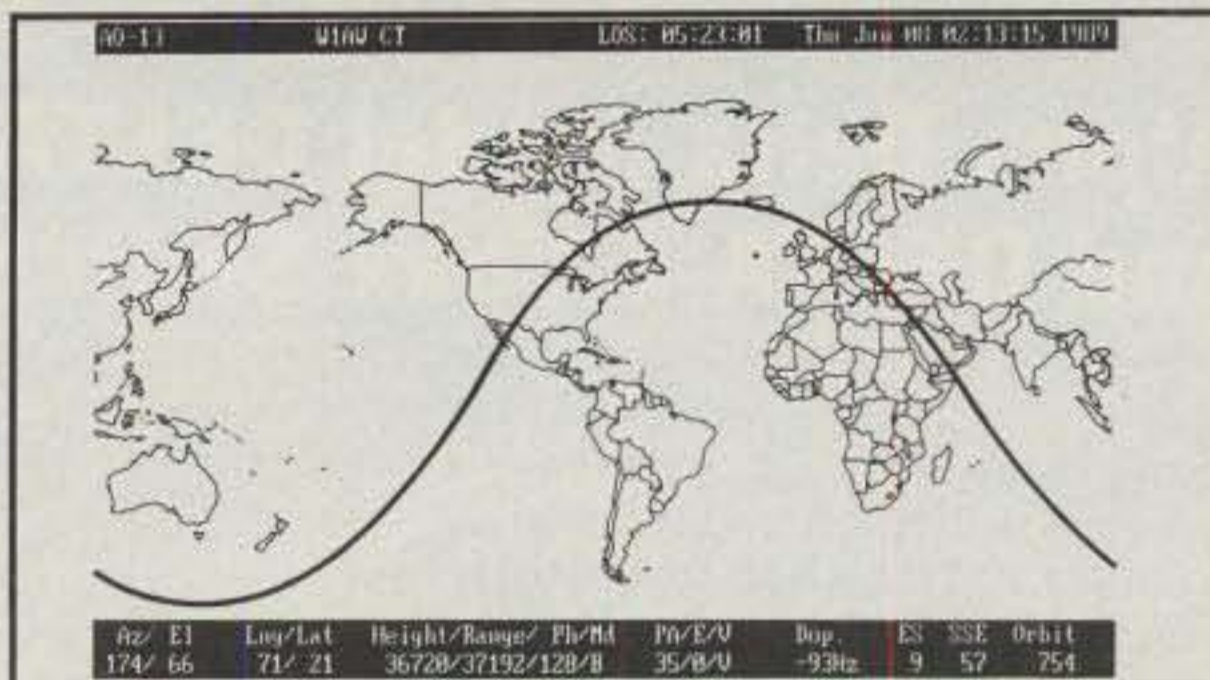 AO-13 W1AW CT LOS: 05:23:01 Thu Jun 08 02:13:15 1989
Az/ El Lng/Lat Height/Range/ Ph/Md PA/E/V Dop. ES SSE Orbit
174/ 66 71/ 21 36720/37192/128/B 35/0/V -93Hz 9 57 754